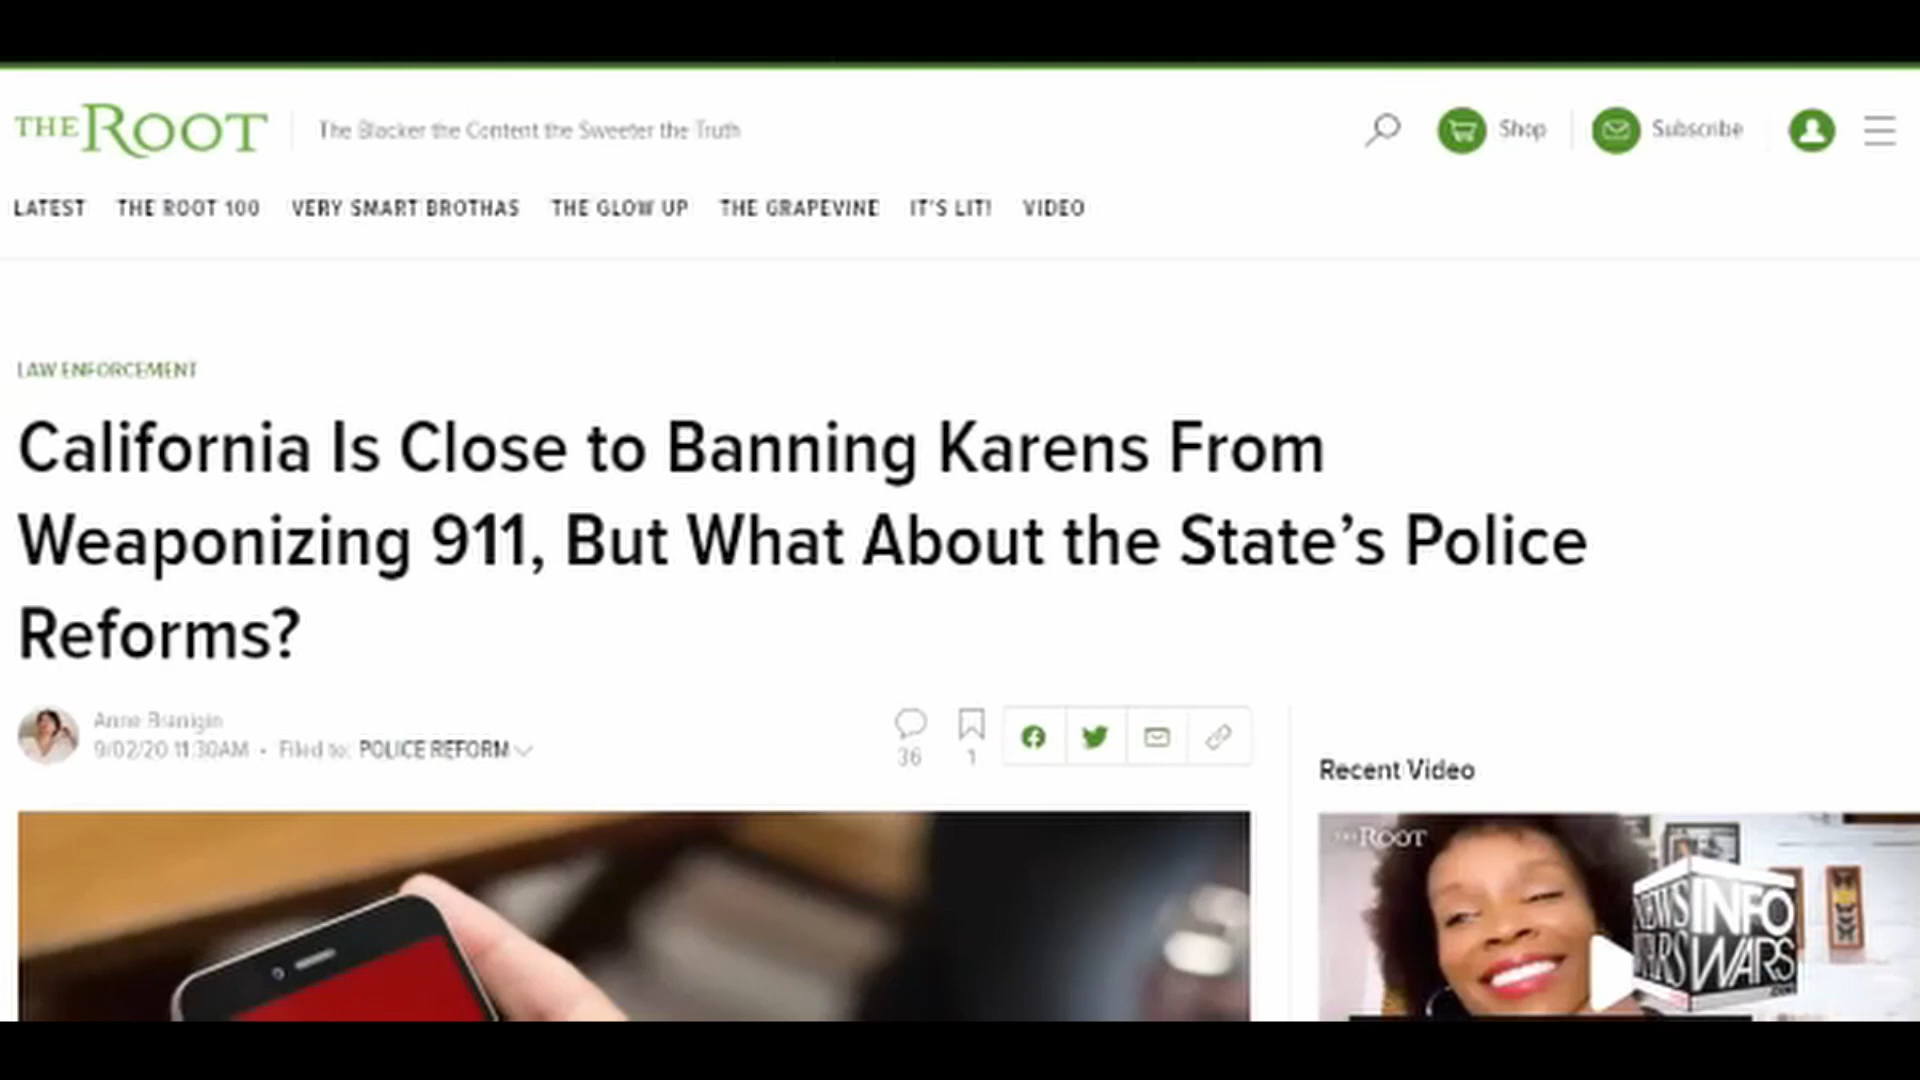 THE ROOT
The Blacker the Content the Sweeter the Truth
Shop
Subscribe
LATEST THE ROOT 100 VERY SMART BROTHAS THE GLOW UP THE GRAPEVINE IT'S LIT! VIDEO
LAW ENFORCEMENT
California Is Close to Banning Karens From
Weaponizing 911, But What About the State's Police
Reforms?
Anne Branigin
9/02/20 11:30AM • Filed to: POLICE REFORM
36
1
Recent Video
THE ROOT
NEWS INFO
WARS WARS